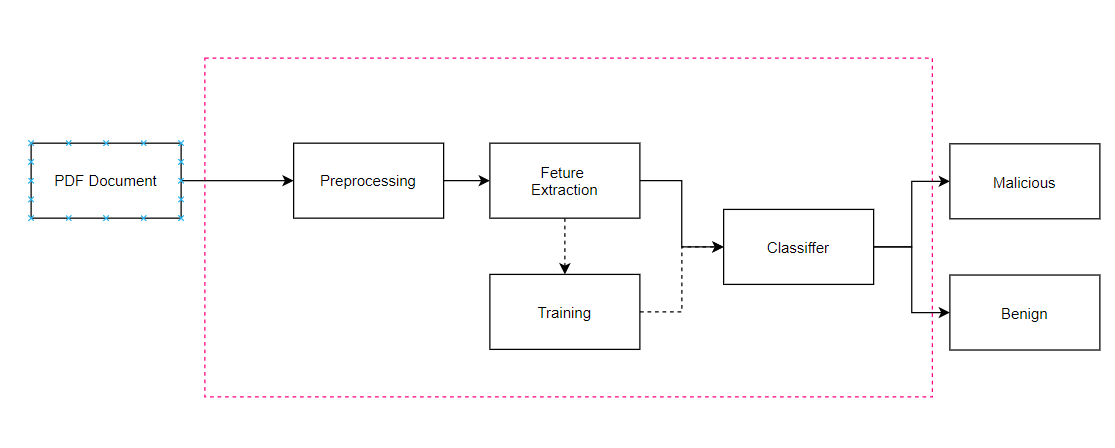 PDF Document
Preprocessing
Feture
Extraction
Training
Classiffer
Malicious
Benign